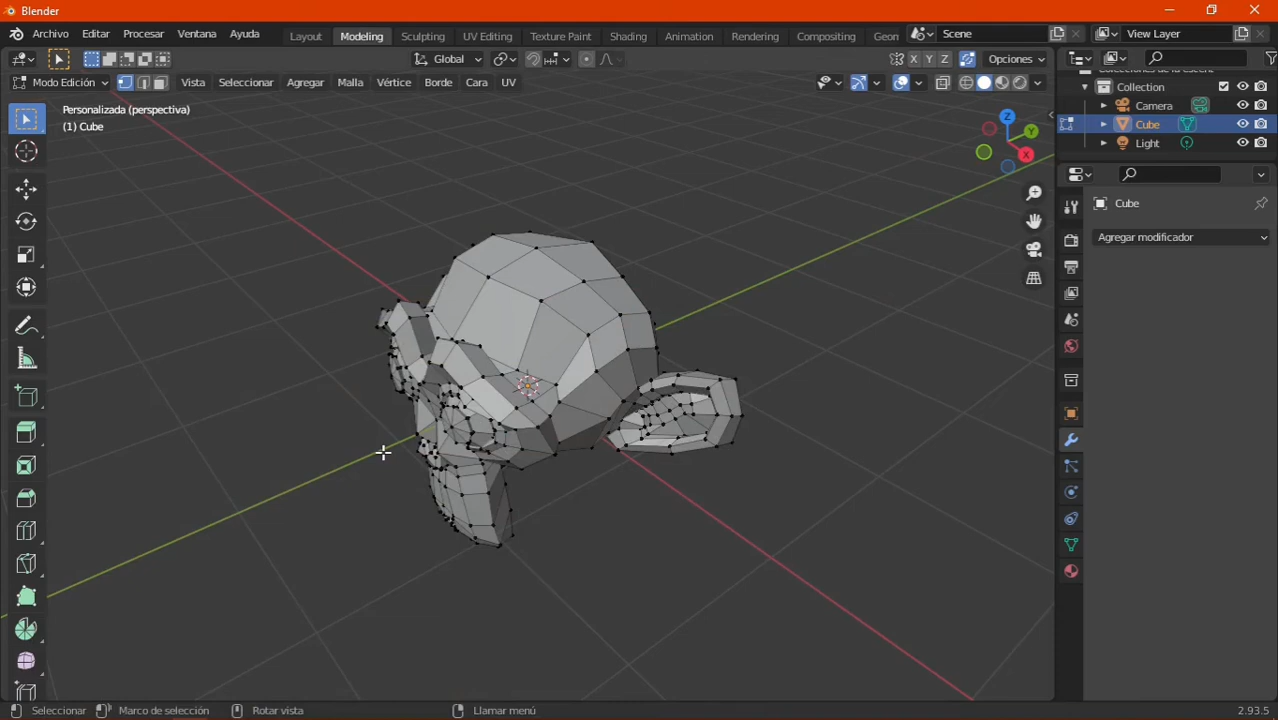 Blender
Archivo Editar Procesar Ventana Ayuda Layout Modeling Sculpting UV Editing Texture Paint Shading Animation Rendering Compositing Geon Scene View Layer
Global X Y Z Opciones
Modo Edición Vista Seleccionar Agregar Malla Vértice Borde Cara UV
Personalizada (perspectiva)
(1) Cube
Z
Y
X
Collection
Camera
Cube
Light
Cube
Agregar modificador
Seleccionar Marco de selección Rotar vista Llamar menú 2.93.5